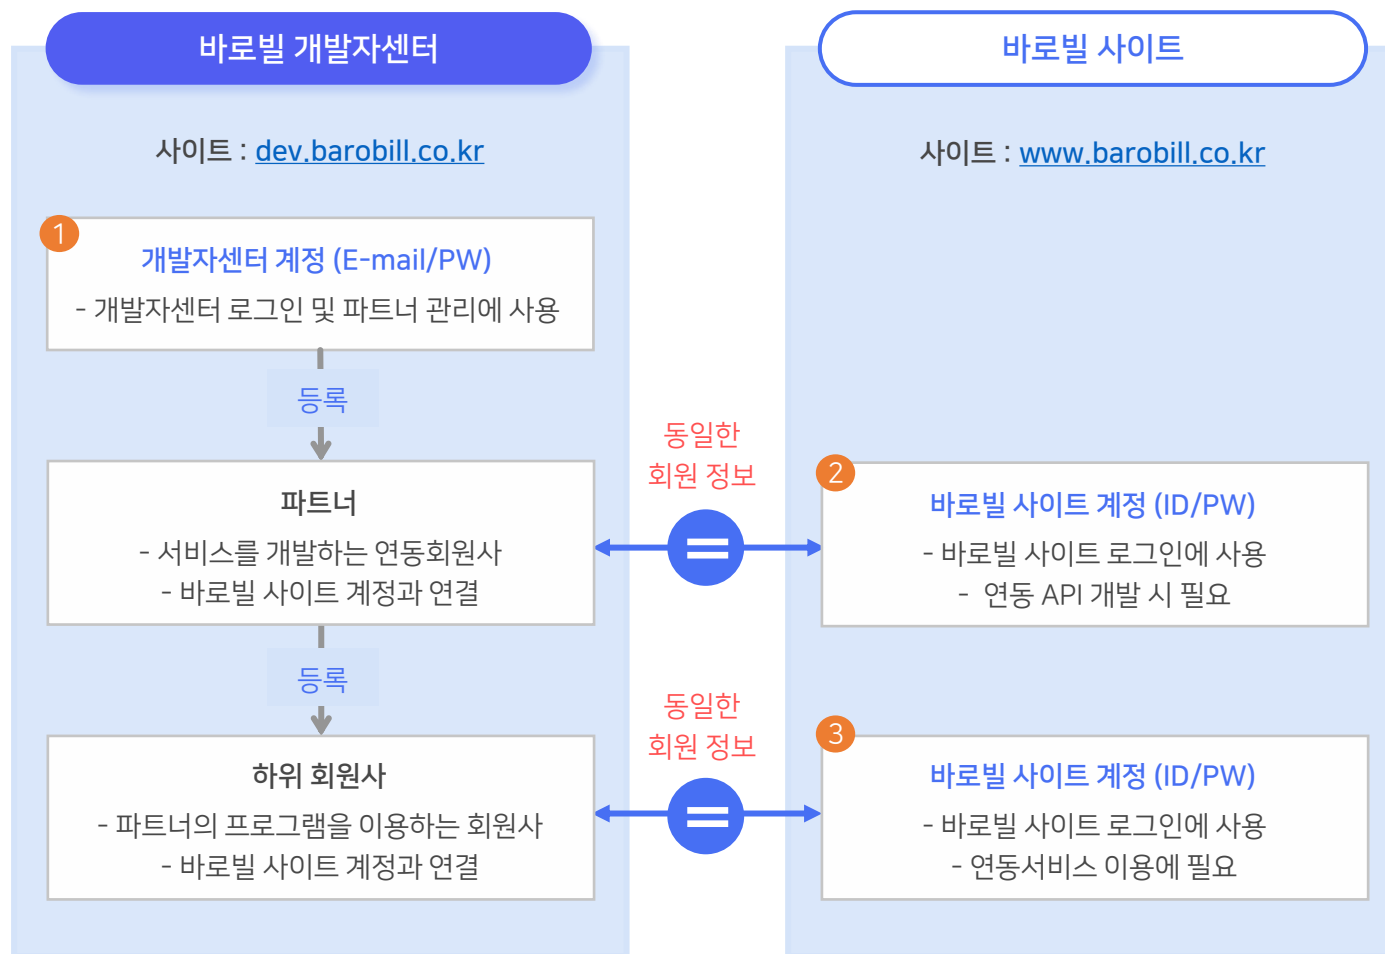 바로빌 개발자센터
사이트 : dev.barobill.co.kr
1
개발자센터 계정 (E-mail/PW)
- 개발자센터 로그인 및 파트너 관리에 사용
등록
파트너
- 서비스를 개발하는 연동회원사
- 바로빌 사이트 계정과 연결
등록
하위 회원사
- 파트너의 프로그램을 이용하는 회원사
- 바로빌 사이트 계정과 연결
동일한
회원 정보
동일한
회원 정보
바로빌 사이트
사이트 : www.barobill.co.kr
2
바로빌 사이트 계정 (ID/PW)
- 바로빌 사이트 로그인에 사용
- 연동 API 개발 시 필요
3
바로빌 사이트 계정 (ID/PW)
- 바로빌 사이트 로그인에 사용
- 연동서비스 이용에 필요